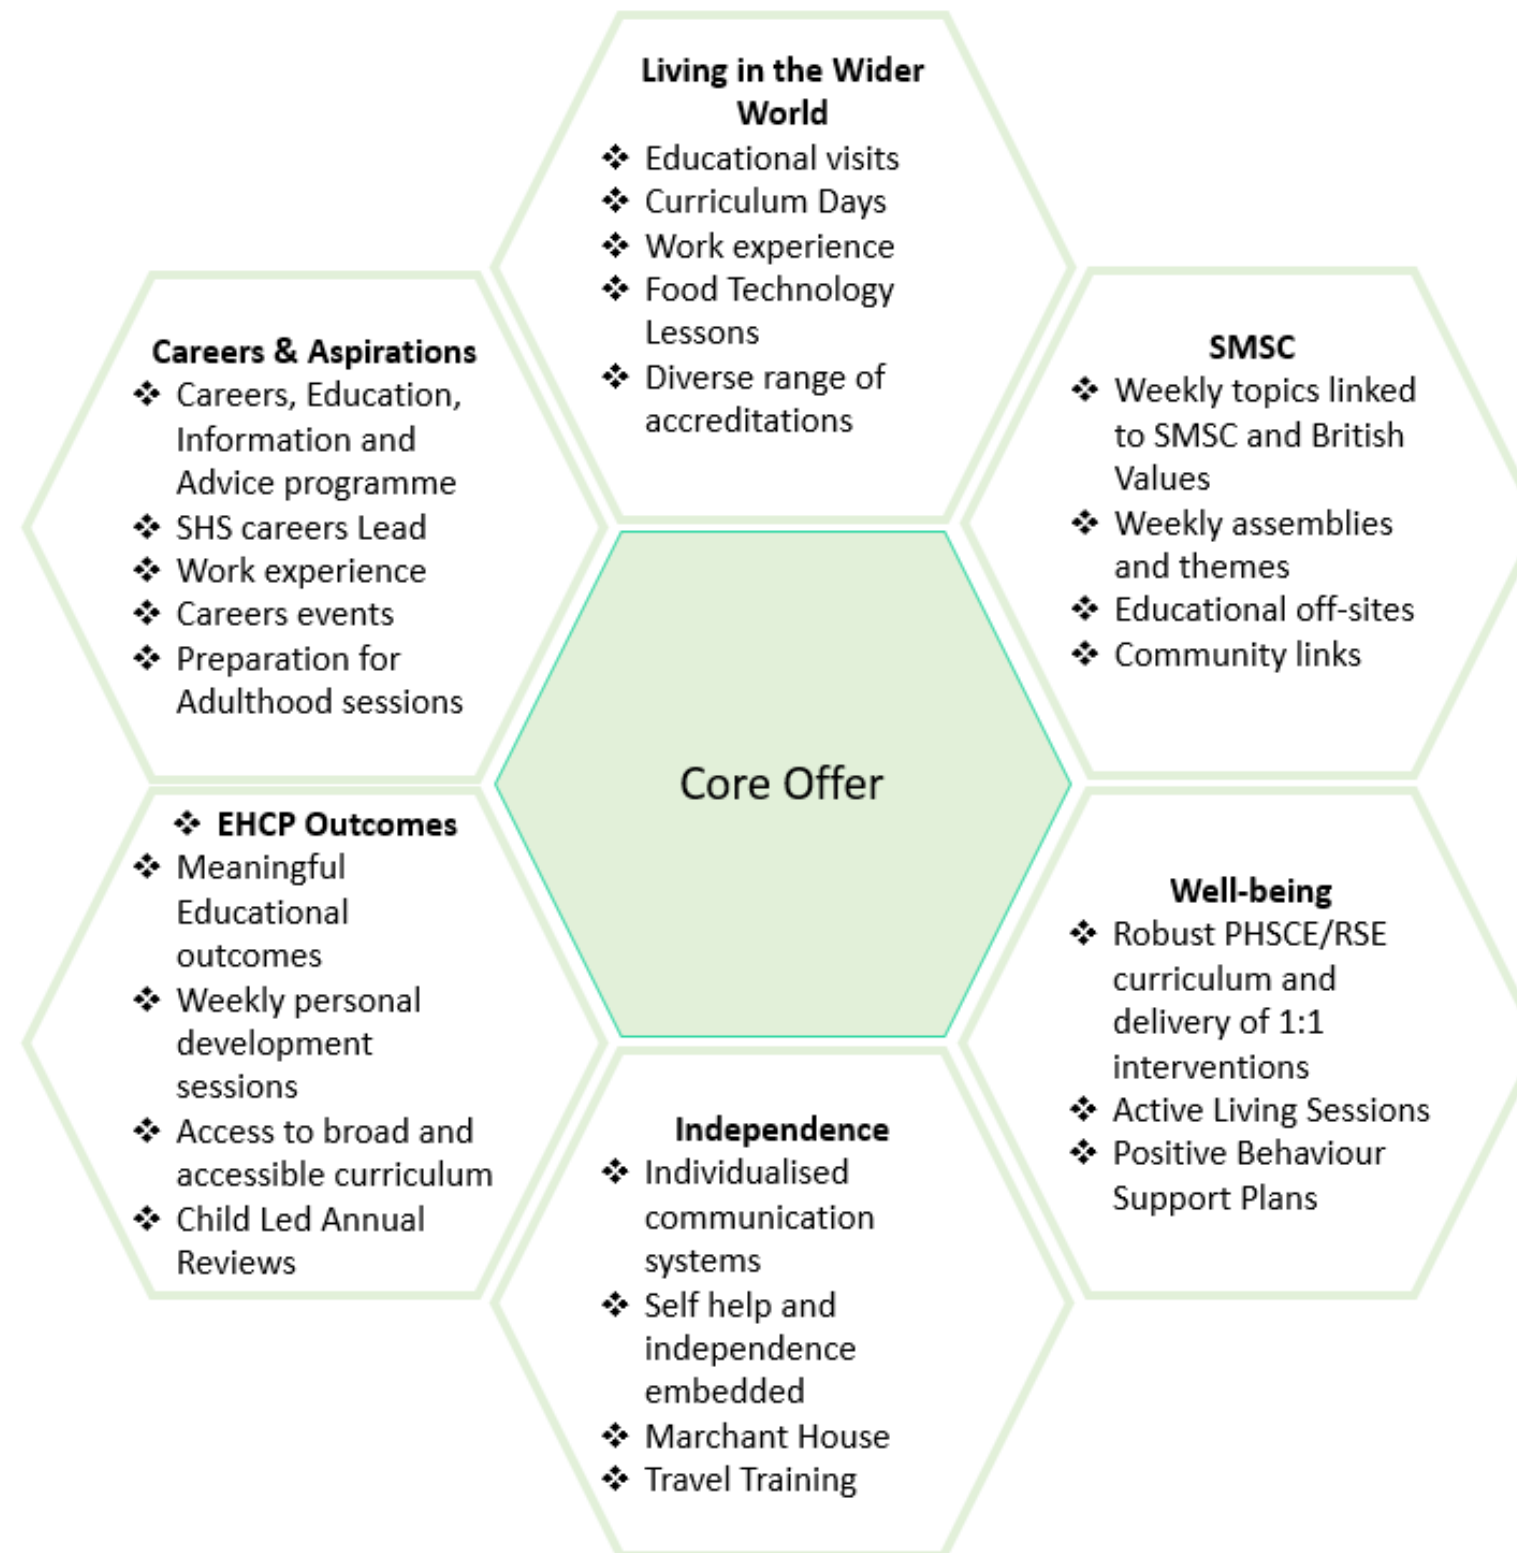 Living in the Wider
World
❖ Educational visits
❖ Curriculum Days
❖ Work experience
❖ Food Technology
Lessons
❖ Diverse range of
accreditations
Careers & Aspirations
❖ Careers, Education,
Information and
Advice programme
❖ SHS careers Lead
❖ Work experience
❖ Careers events
❖ Preparation for
Adulthood sessions
SMSC
❖ Weekly topics linked
to SMSC and British
Values
❖ Weekly assemblies
and themes
❖ Educational off-sites
❖ Community links
Core Offer
❖ EHCP Outcomes
❖ Meaningful
Educational
outcomes
❖ Weekly personal
development
sessions
❖ Access to broad and
accessible curriculum
❖ Child Led Annual
Reviews
Well-being
❖ Robust PHSCE/RSE
curriculum and
delivery of 1:1
interventions
❖ Active Living Sessions
❖ Positive Behaviour
Support Plans
Independence
❖ Individualised
communication
systems
❖ Self help and
independence
embedded
❖ Marchant House
❖ Travel Training